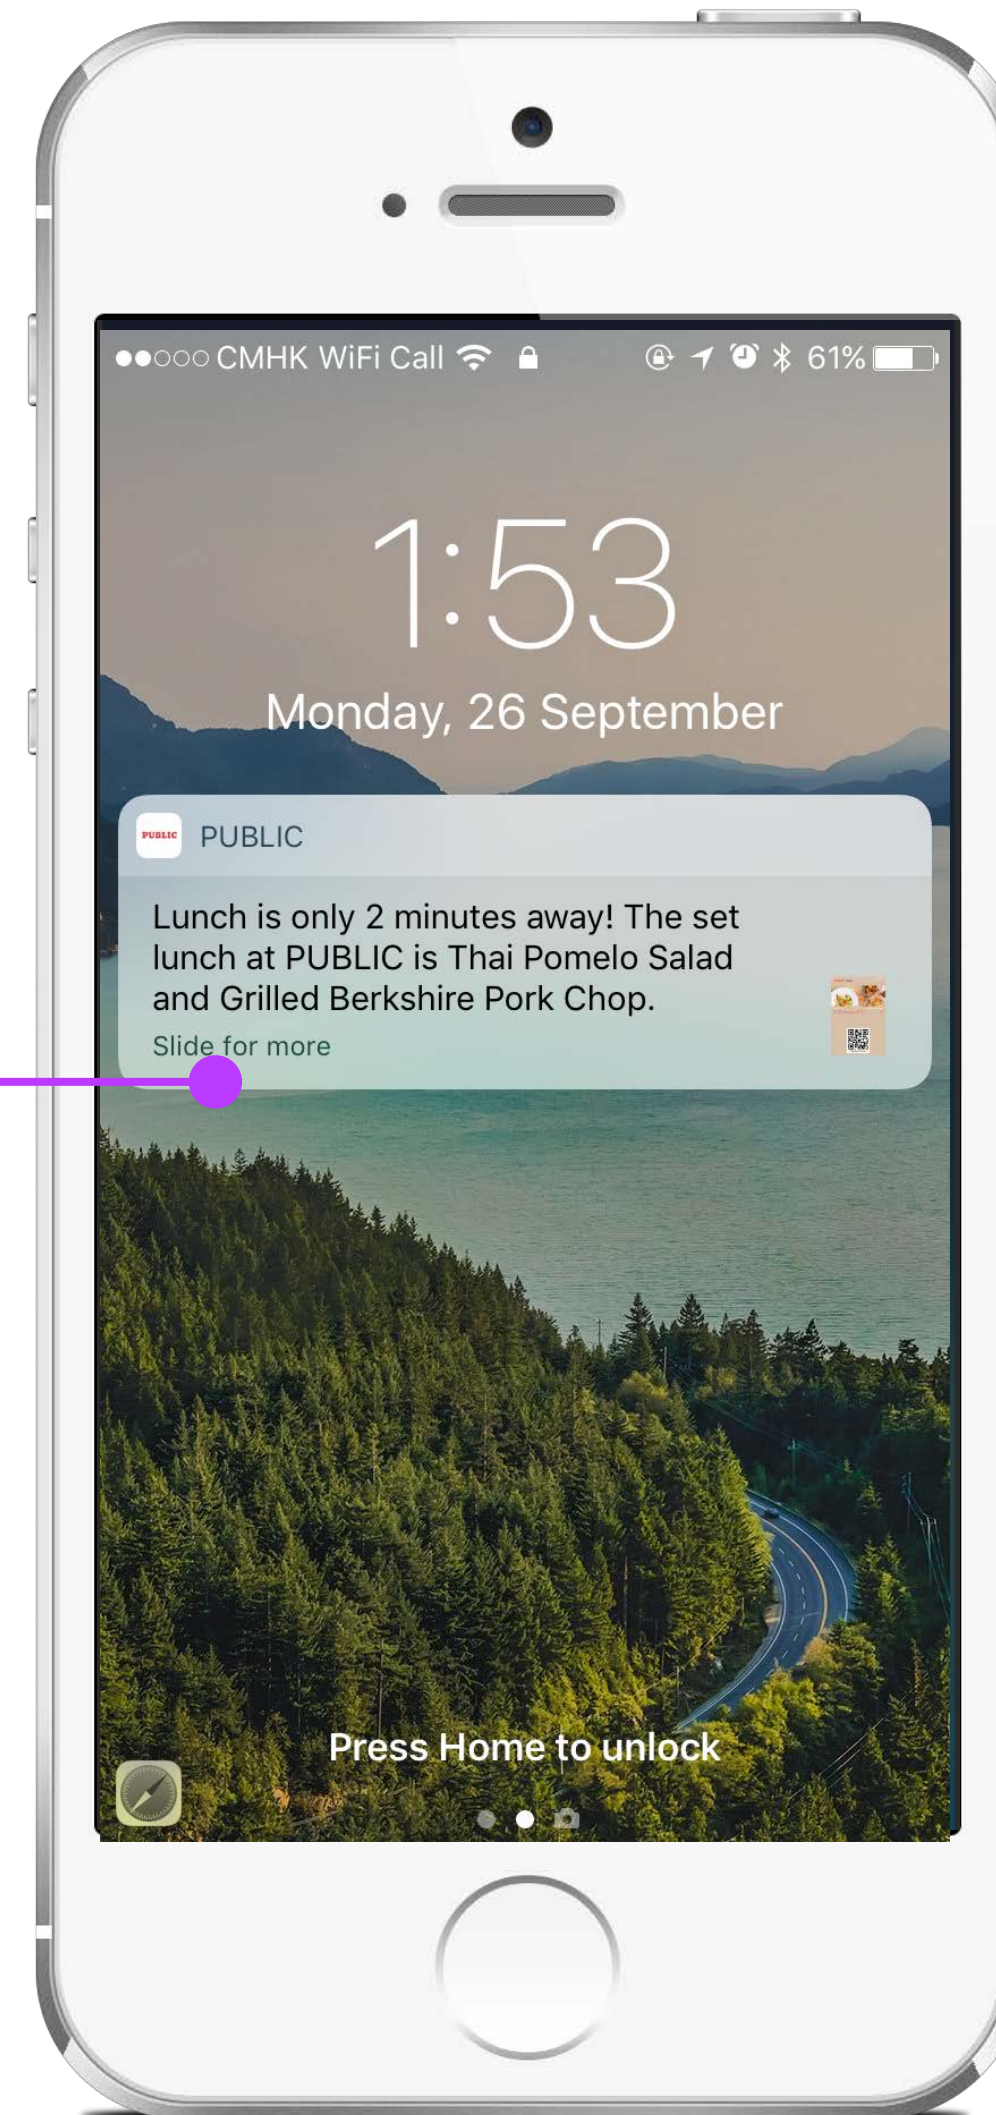 CMHK WiFi Call 61%
1:53
Monday, 26 September
PUBLIC PUBLIC
Lunch is only 2 minutes away! The set
lunch at PUBLIC is Thai Pomelo Salad
and Grilled Berkshire Pork Chop.
Slide for more
Press Home to unlock